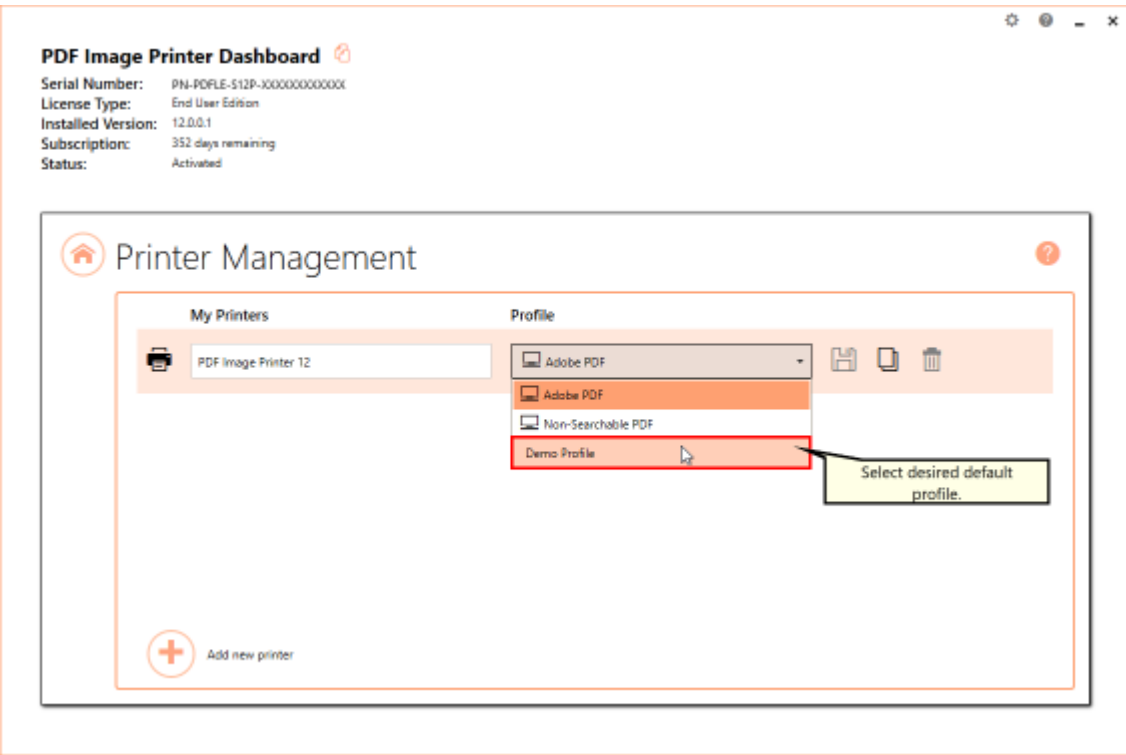 PDF Image Printer Dashboard
Serial Number: PN-PDFLE-S12P-XXXXXXXXXXXXX
License Type: End User Edition
Installed Version: 12.0.0.1
Subscription: 352 days remaining
Status: Activated
Printer Management
My Printers Profile
PDF Image Printer 12 Adobe PDF
Adobe PDF
Non-Searchable PDF
Demo Profile
Select desired default
profile.
Add new printer